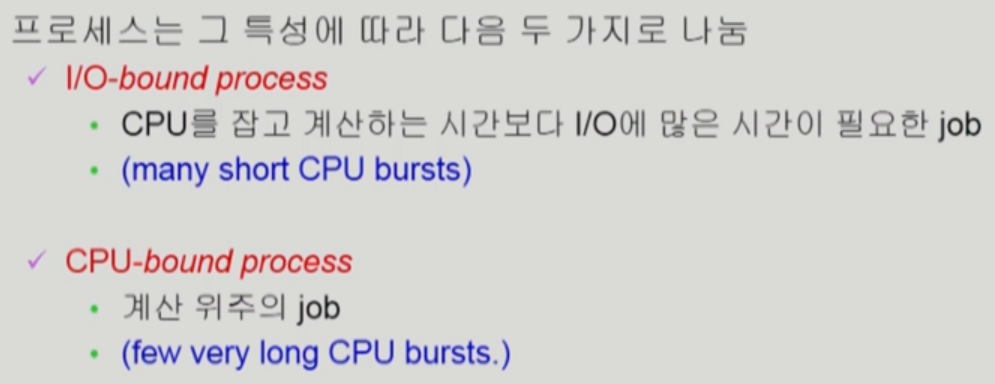 프로세스는 그 특성에 따라 다음 두 가지로 나눔
✓ I/O-bound process
• CPU를 잡고 계산하는 시간보다 I/O에 많은 시간이 필요한 job
• (many short CPU bursts)
✓ CPU-bound process
• 계산 위주의 job
• (few very long CPU bursts.)